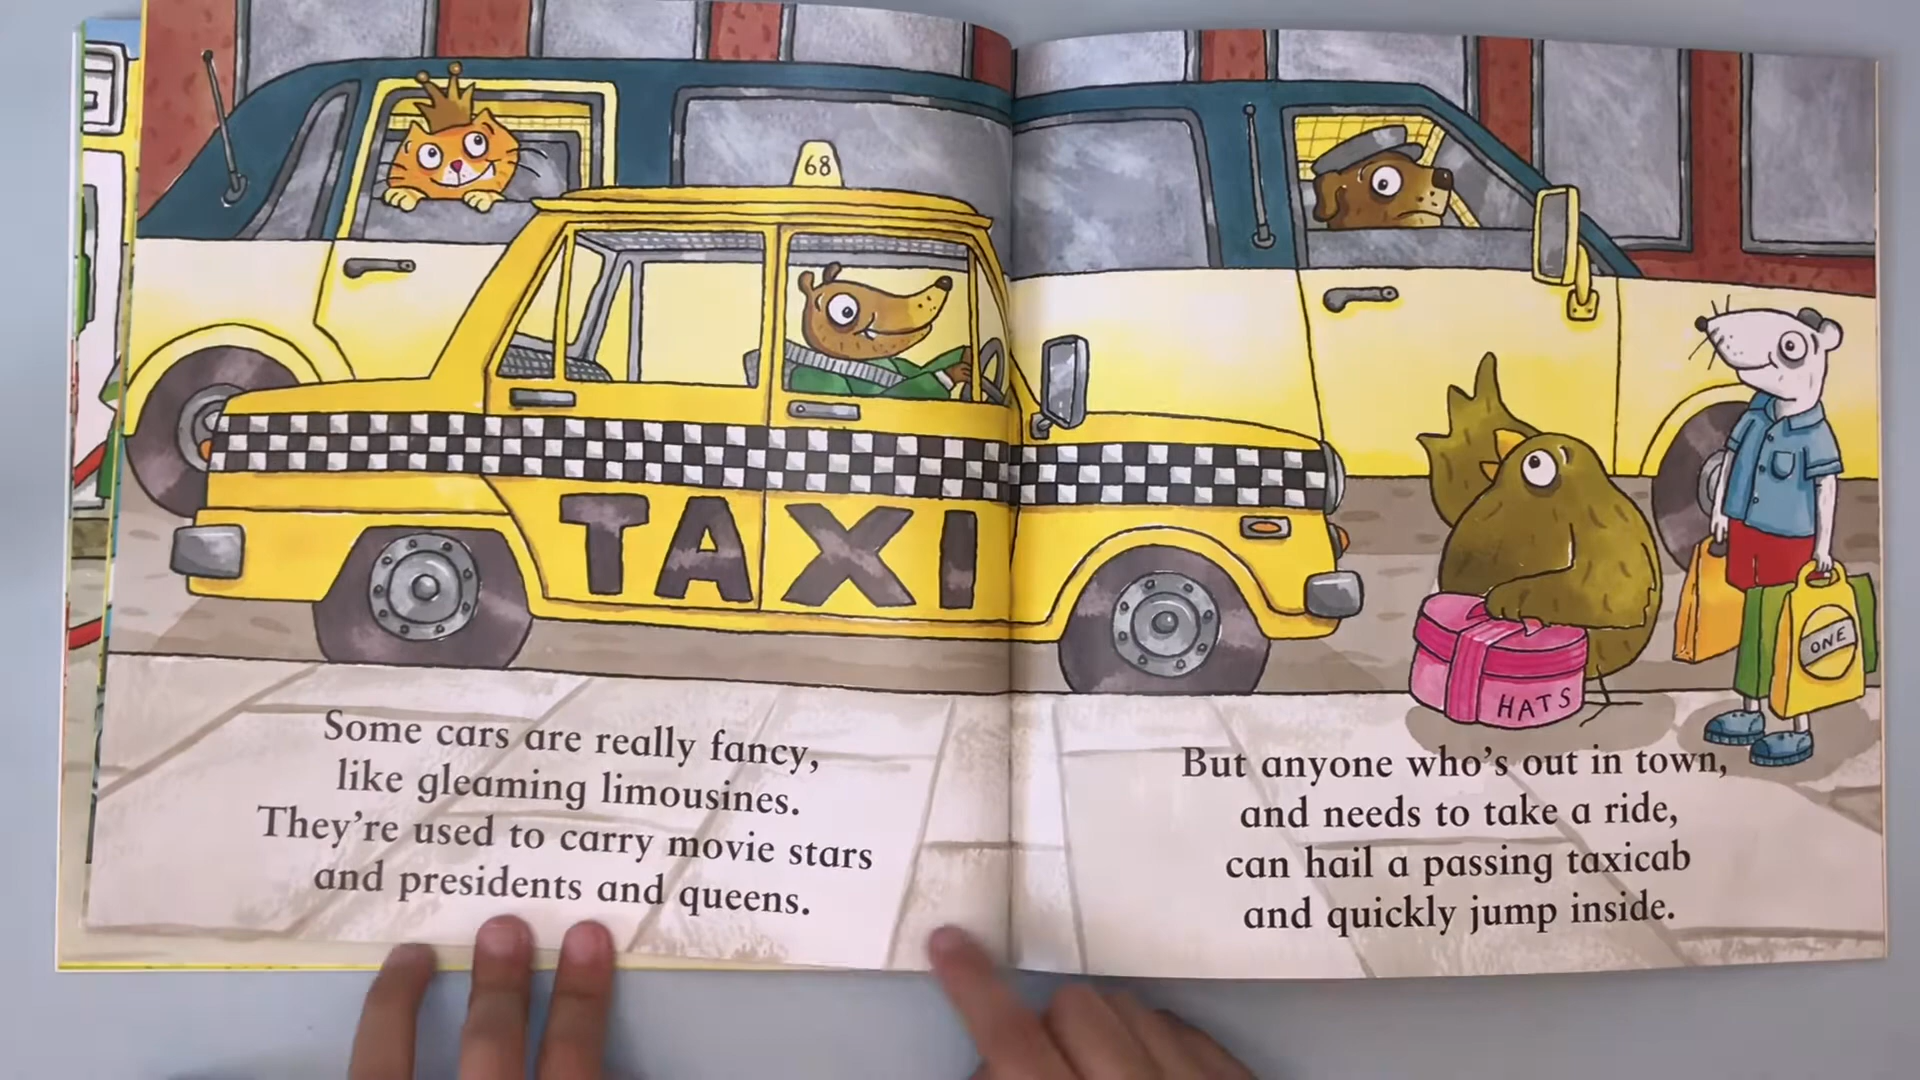 68
TAXI
HATS
ONE
Some cars are really fancy,
like gleaming limousines.
They're used to carry movie stars
and presidents and queens.
But anyone who's out in town,
and needs to take a ride,
can hail a passing taxicab
and quickly jump inside.